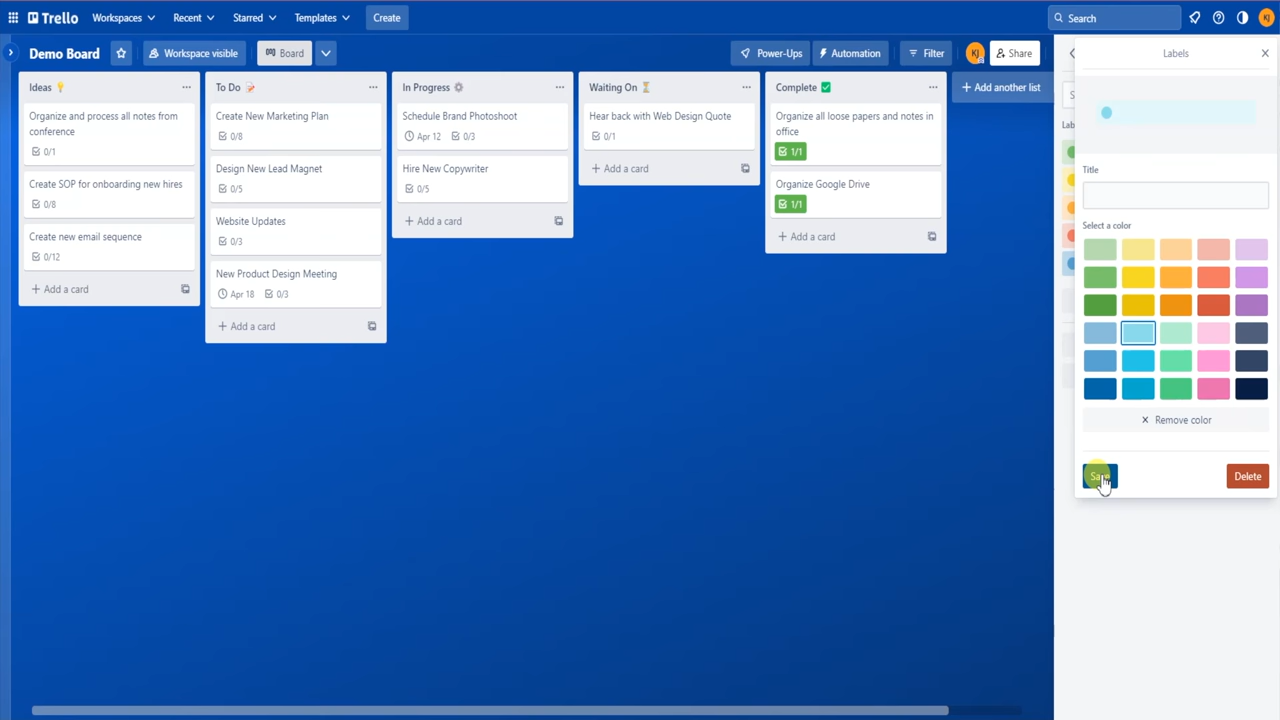 Trello
Workspaces
Recent
Starred
Templates
Create
Search
KJ
Demo Board
Workspace visible
Board
Power-Ups
Automation
Filter
KJ
Share
Ideas 💡
Organize and process all notes from
conference
0/1
Create SOP for onboarding new hires
0/8
Create new email sequence
0/12
+ Add a card
To Do 📝
Create New Marketing Plan
0/8
Design New Lead Magnet
0/5
Website Updates
0/3
New Product Design Meeting
Apr 18 0/3
+ Add a card
In Progress ⚙️
Schedule Brand Photoshoot
Apr 12 0/3
Hire New Copywriter
0/5
+ Add a card
Waiting On ⏳
Hear back with Web Design Quote
0/1
+ Add a card
Complete ✅
Organize all loose papers and notes in
office
1/1
Organize Google Drive
1/1
+ Add a card
+ Add another list
Labels
Title
Select a color
Remove color
Delete